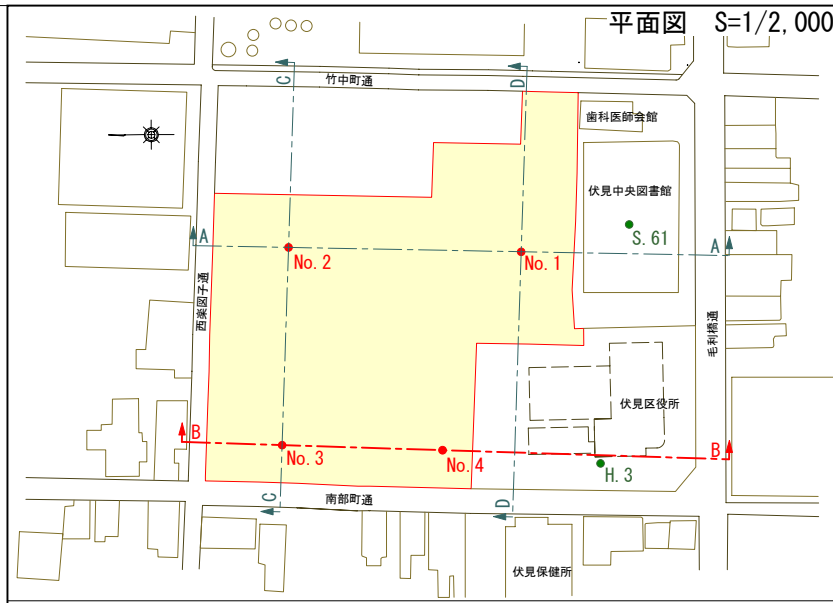 平面図 S=1/2,000
C
D
竹中町通
歯科医師会館
伏見中央図書館
S.61
A
A
No.2
No.1
西楽図子通
毛利橋通
伏見区役所
B
B
No.3
No.4
H.3
C
南部町通
D
伏見保健所